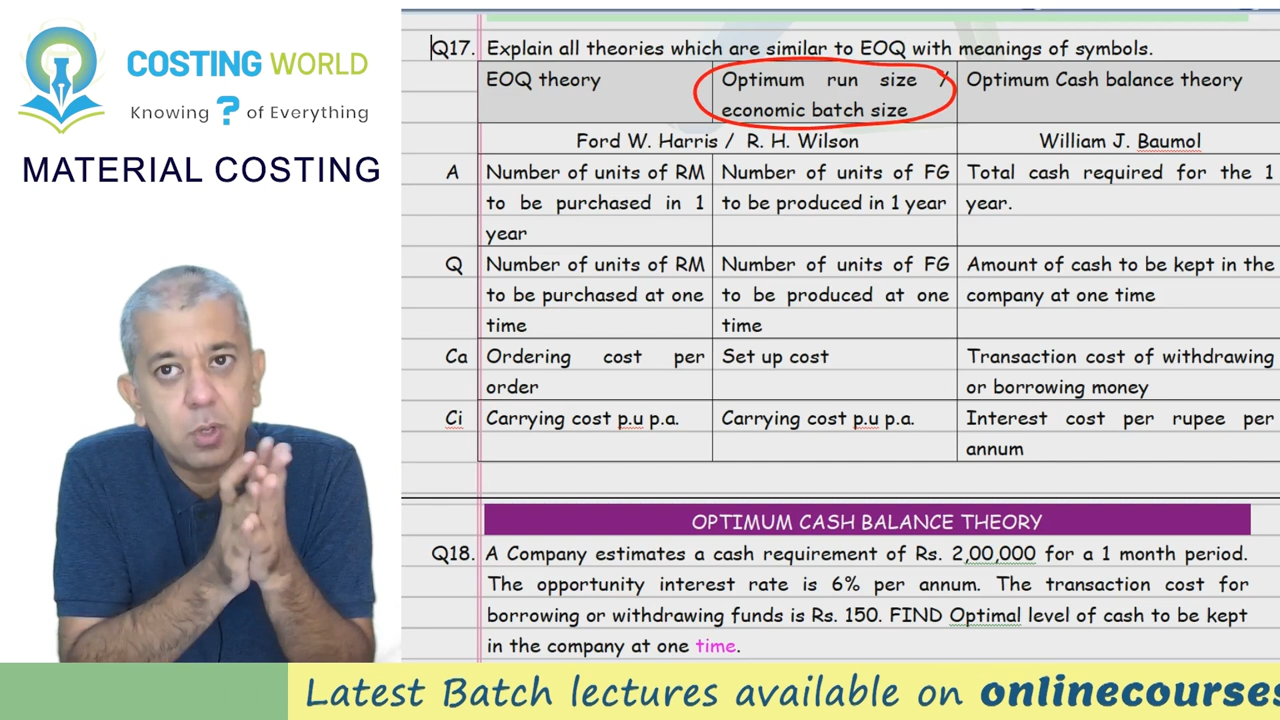 COSTING WORLD
Knowing ? of Everything
MATERIAL COSTING
Q17. Explain all theories which are similar to EOQ with meanings of symbols.
EOQ theory
Optimum run size /
economic batch size
Optimum Cash balance theory
Ford W. Harris / R. H. Wilson
William J. Baumol
A
Number of units of RM
to be purchased in 1
year
Number of units of FG
to be produced in 1 year
Total cash required for the 1
year.
Q
Number of units of RM
to be purchased at one
time
Number of units of FG
to be produced at one
time
Amount of cash to be kept in the
company at one time
Ca
Ordering cost per
order
Set up cost
Transaction cost of withdrawing
or borrowing money
Ci
Carrying cost p.u p.a.
Carrying cost p.u p.a.
Interest cost per rupee per
annum
OPTIMUM CASH BALANCE THEORY
Q18. A Company estimates a cash requirement of Rs. 2,00,000 for a 1 month period.
The opportunity interest rate is 6% per annum. The transaction cost for
borrowing or withdrawing funds is Rs. 150. FIND Optimal level of cash to be kept
in the company at one time.
Latest Batch lectures available on onlinecourses